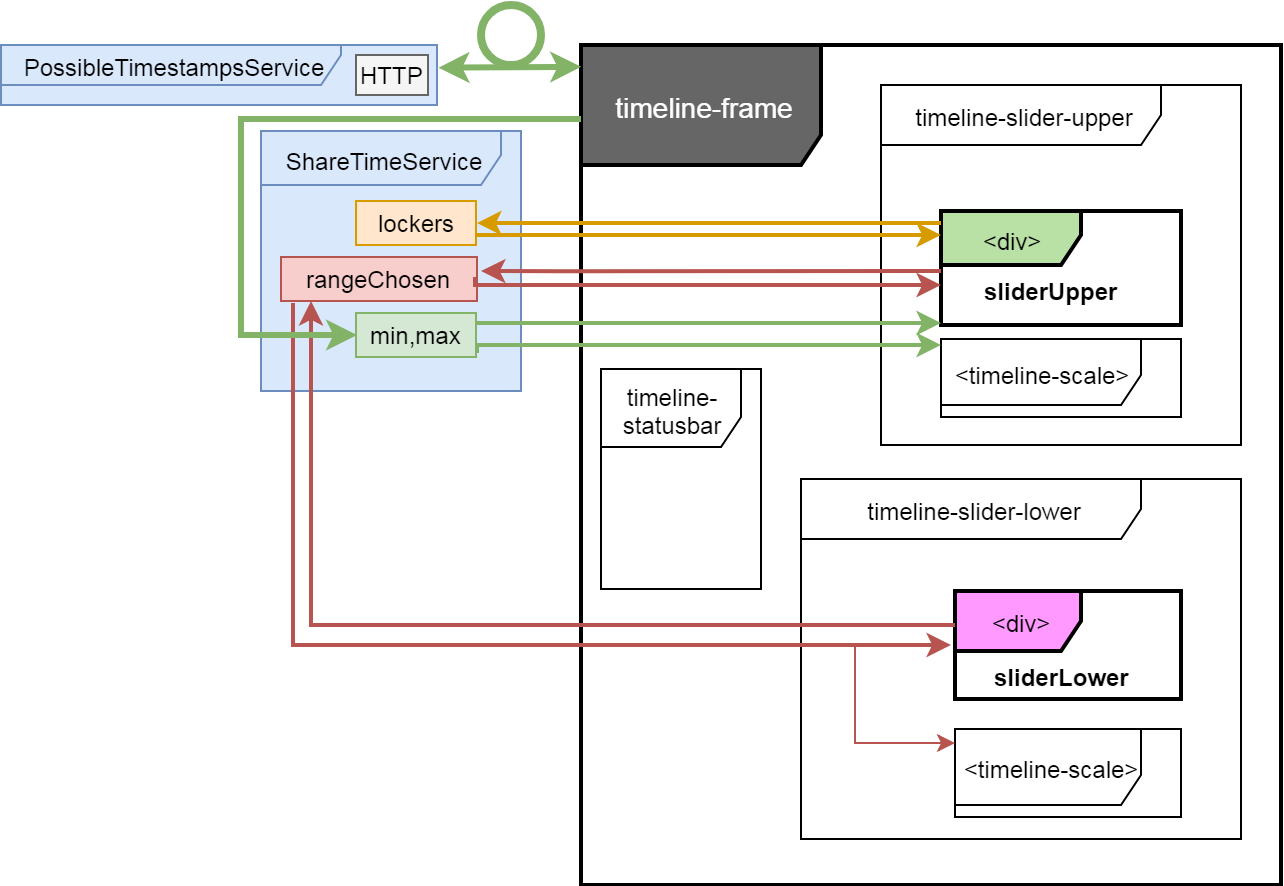 PossibleTimestampsService
HTTP
timeline-frame
timeline-slider-upper
ShareTimeService
lockers
<div>
rangeChosen
sliderUpper
min,max
<timeline-scale>
timeline-
statusbar
timeline-slider-lower
<div>
sliderLower
<timeline-scale>